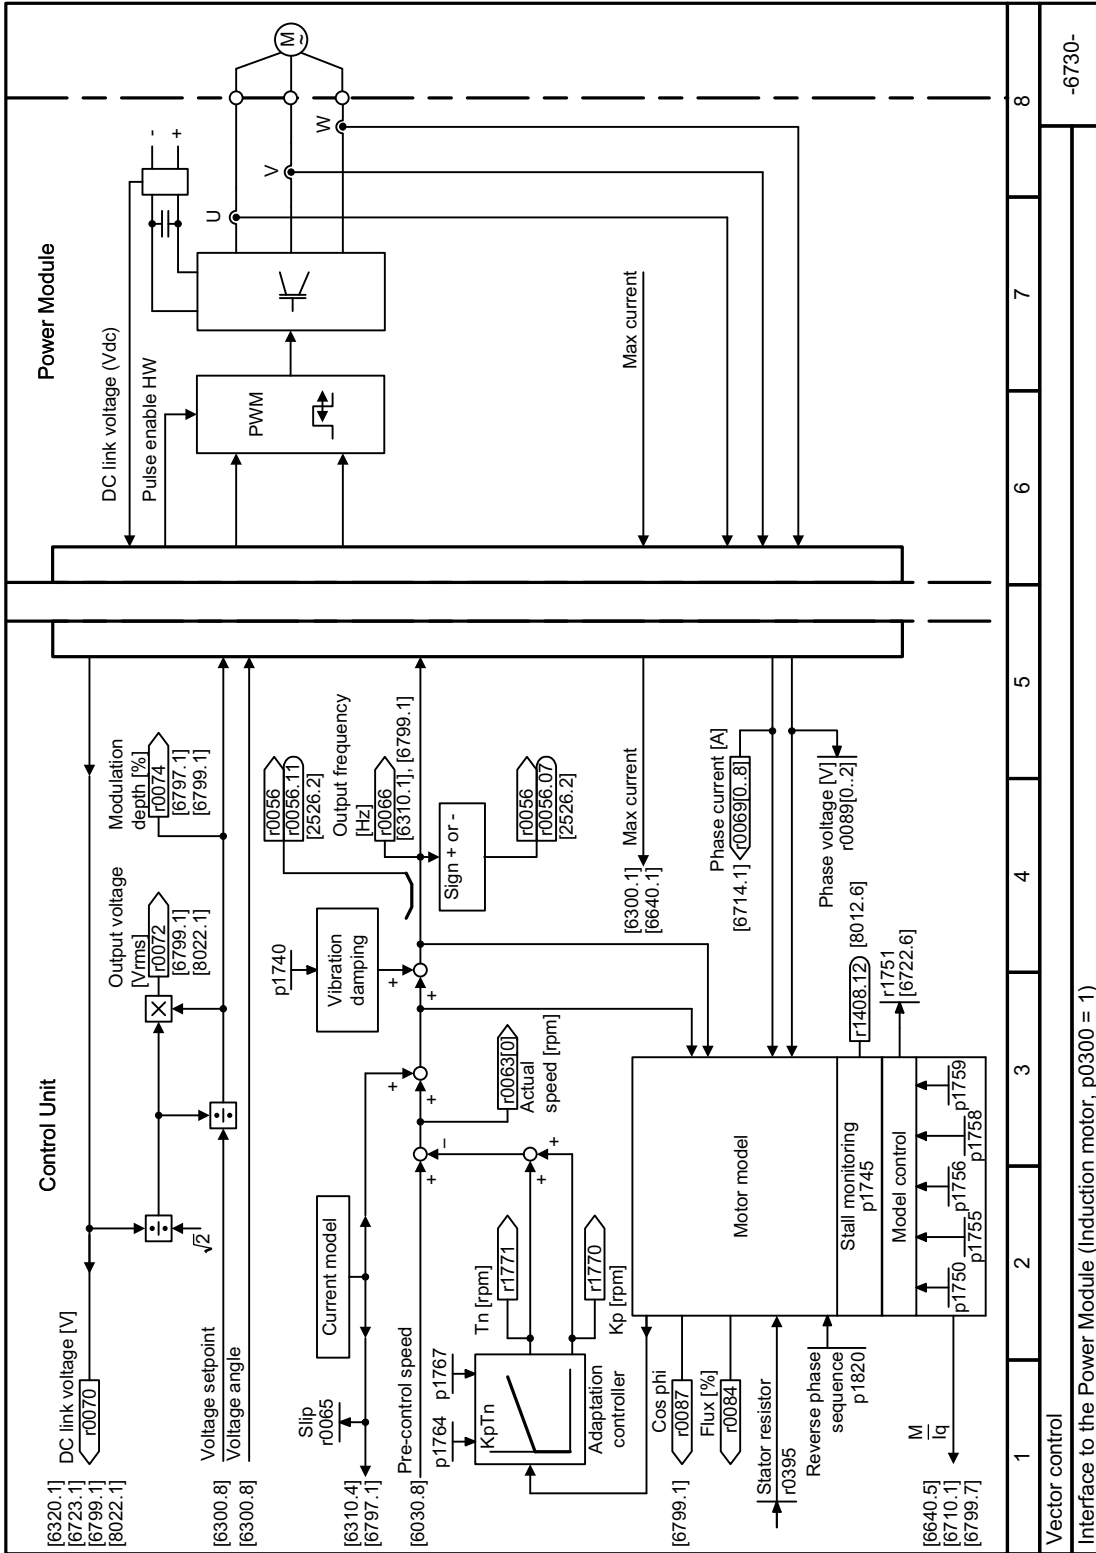 Control Unit
Power Module
[6320.1]
[6723.1]
[6799.1]
[8022.1]
DC link voltage [V]
r0070
√2
Output voltage
[Vrms]
r0072
[6799.1]
[8022.1]
Modulation
depth [%]
r0074
[6797.1]
[6799.1]
[6300.8]
Voltage setpoint
[6300.8]
Voltage angle
Slip
r0065
[6310.4]
[6797.1]
Current model
p1740
Vibration
damping
+
+
+
+
r0056
r0056.11
[2526.2]
Output frequency
[Hz]
r0066
[6310.1], [6799.1]
Sign + or -
r0056
r0056.07
[2526.2]
[6030.8]
Pre-control speed
+
–
r0063[0]
Actual
speed [rpm]
p1764
p1767
KpTn
Adaptation
controller
Tn [rpm]
r1771
r1770
Kp [rpm]
+
+
Max current
[6300.1]
[6640.1]
Phase current [A]
[6714.1]
r0069[0..8]
Phase voltage [V]
r0089[0..2]
[6799.1]
Cos phi
r0087
Flux [%]
r0084
Stator resistor
r0395
Reverse phase
sequence
p1820
Motor model
Stall monitoring
p1745
Model control
r1408.12
[8012.6]
r1751
[6722.6]
p1750
p1755
p1756
p1758
p1759
M
Iq
[6640.5]
[6710.1]
[6799.7]
DC link voltage (Vdc)
Pulse enable HW
PWM
-
+
U
V
W
M
~
Max current
1
2
3
4
5
6
7
8
Vector control
Interface to the Power Module (Induction motor, p0300 = 1)
-6730-